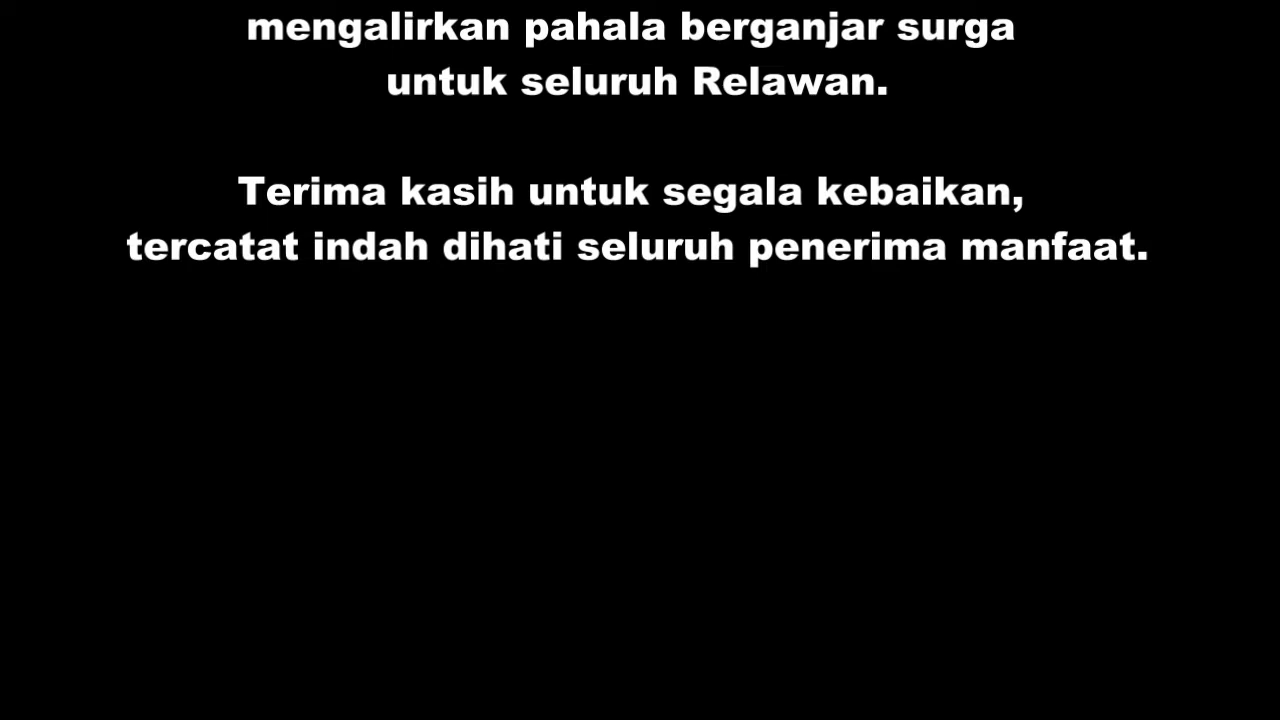 mengalirkan pahala berganjar surga
untuk seluruh Relawan.
Terima kasih untuk segala kebaikan,
tercatat indah dihati seluruh penerima manfaat.